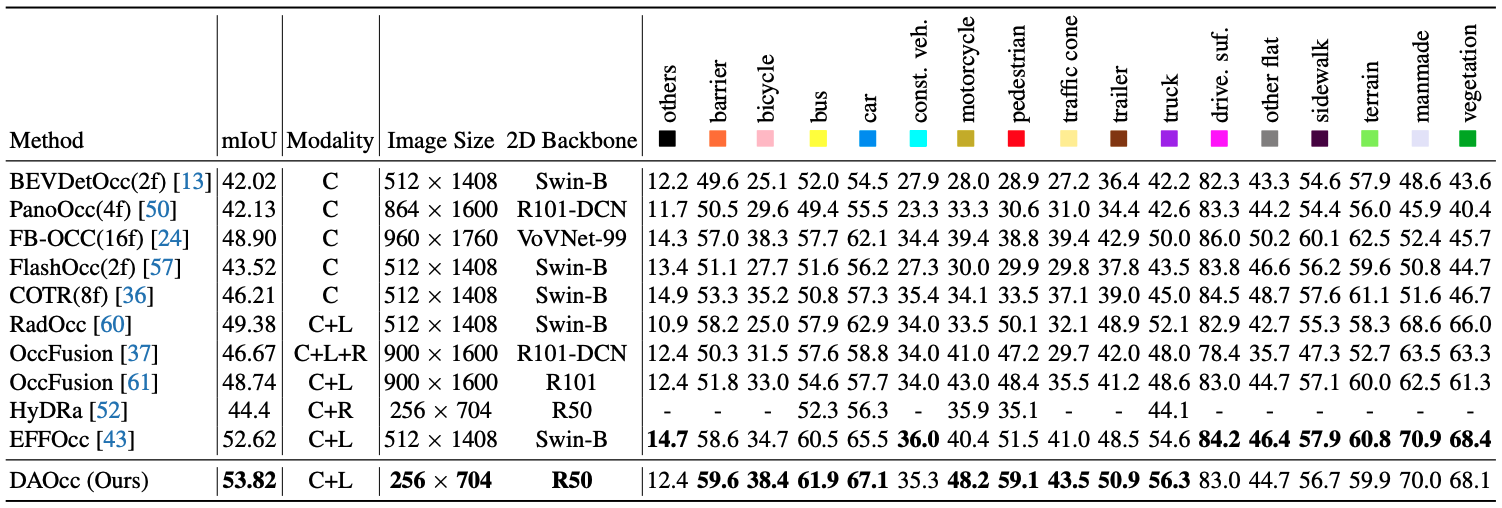 Method mIoU Modality Image Size 2D Backbone others barrier bicycle bus car const. veh. motorcycle pedestrian traffic cone trailer truck drive. suf. other flat sidewalk terrain manmade vegetation
BEVDetOcc(2f) [13] 42.02 C 512 × 1408 Swin-B 12.2 49.6 25.1 52.0 54.5 27.9 28.0 28.9 27.2 36.4 42.2 82.3 43.3 54.6 57.9 48.6 43.6
PanoOcc(4f) [50] 42.13 C 864 × 1600 R101-DCN 11.7 50.5 29.6 49.4 55.5 23.3 33.3 30.6 31.0 34.4 42.6 83.3 44.2 54.4 56.0 45.9 40.4
FB-OCC(16f) [24] 48.90 C 960 × 1760 VoVNet-99 14.3 57.0 38.3 57.7 62.1 34.4 39.4 38.8 39.4 42.9 50.0 86.0 50.2 60.1 62.5 52.4 45.7
FlashOcc(2f) [57] 43.52 C 512 × 1408 Swin-B 13.4 51.1 27.7 51.6 56.2 27.3 30.0 29.9 29.8 37.8 43.5 83.8 46.6 56.2 59.6 50.8 44.7
COTR(8f) [36] 46.21 C 512 × 1408 Swin-B 14.9 53.3 35.2 50.8 57.3 35.4 34.1 33.5 37.1 39.0 45.0 84.5 48.7 57.6 61.1 51.6 46.7
RadOcc [60] 49.38 C+L 512 × 1408 Swin-B 10.9 58.2 25.0 57.9 62.9 34.0 33.5 50.1 32.1 48.9 52.1 82.9 42.7 55.3 58.3 68.6 66.0
OccFusion [37] 46.67 C+L+R 900 × 1600 R101-DCN 12.4 50.3 31.5 57.6 58.8 34.0 41.0 47.2 29.7 42.0 48.0 78.4 35.7 47.3 52.7 63.5 63.3
OccFusion [61] 48.74 C+L 900 × 1600 R101 12.4 51.8 33.0 54.6 57.7 34.0 43.0 48.4 35.5 41.2 48.6 83.0 44.7 57.1 60.0 62.5 61.3
HyDRa [52] 44.4 C+R 256 × 704 R50 - - - 52.3 56.3 - 35.9 35.1 - - 44.1 - - - - - -
EFFOcc [43] 52.62 C+L 512 × 1408 Swin-B 14.7 58.6 34.7 60.5 65.5 36.0 40.4 51.5 41.0 48.5 54.6 84.2 46.4 57.9 60.8 70.9 68.4
DAOcc (Ours) 53.82 C+L 256 × 704 R50 12.4 59.6 38.4 61.9 67.1 35.3 48.2 59.1 43.5 50.9 56.3 83.0 44.7 56.7 59.9 70.0 68.1